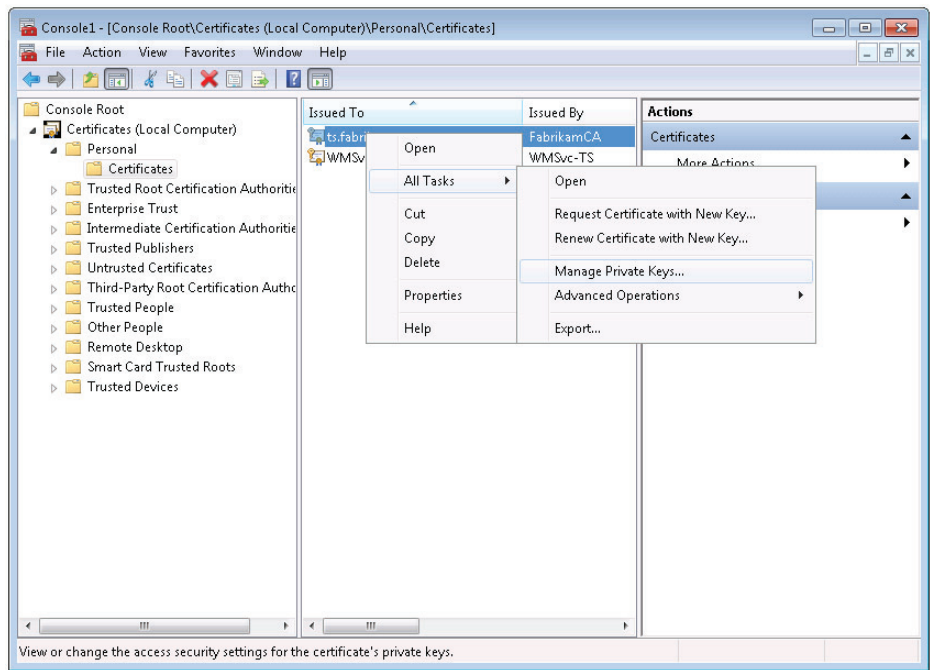 Console1 - [Console Root\Certificates (Local Computer)\Personal\Certificates]
File Action View Favorites Window Help
Console Root
Certificates (Local Computer)
Personal
Certificates
Trusted Root Certification Authoritie
Enterprise Trust
Intermediate Certification Authoritie
Trusted Publishers
Untrusted Certificates
Third-Party Root Certification Autho
Trusted People
Other People
Remote Desktop
Smart Card Trusted Roots
Trusted Devices
Issued To Issued By
ts.fabri FabrikamCA
WMSv WMSvc-TS
Open
All Tasks
Cut
Copy
Delete
Properties
Help
Open
Request Certificate with New Key...
Renew Certificate with New Key...
Manage Private Keys...
Advanced Operations
Export...
Actions
Certificates
More Actions
View or change the access security settings for the certificate's private keys.